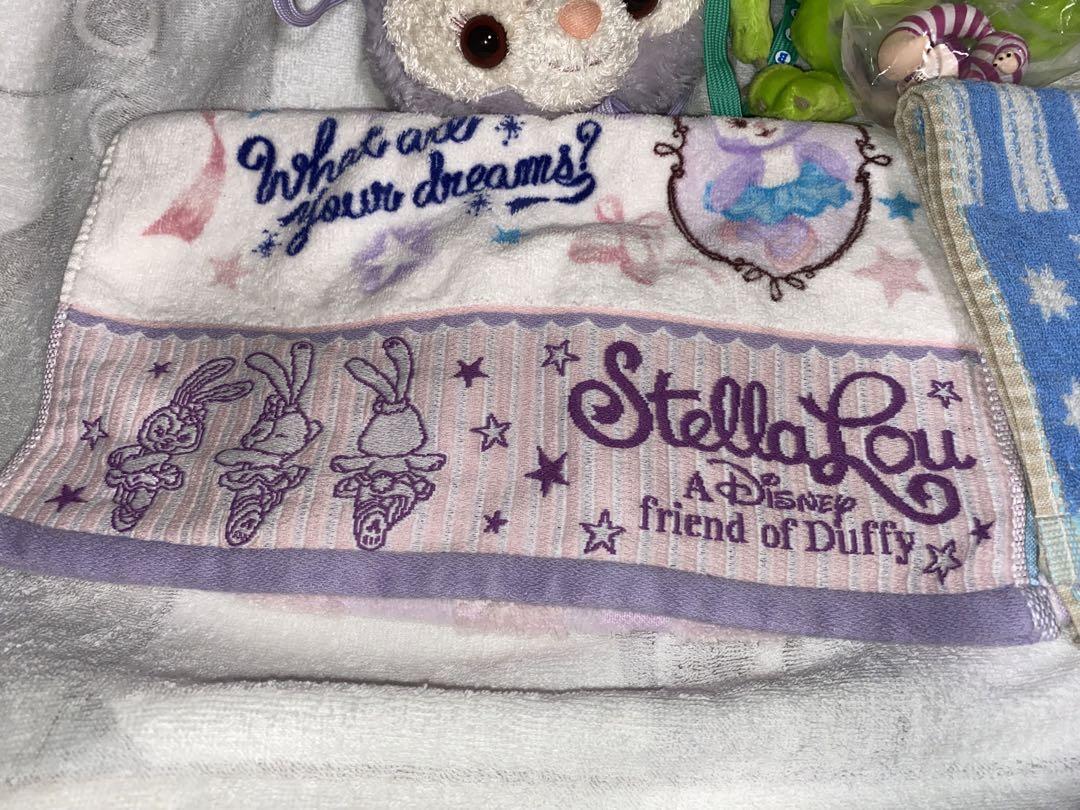 What are
your dreams?
StellaLou
A Disney
friend of Duffy